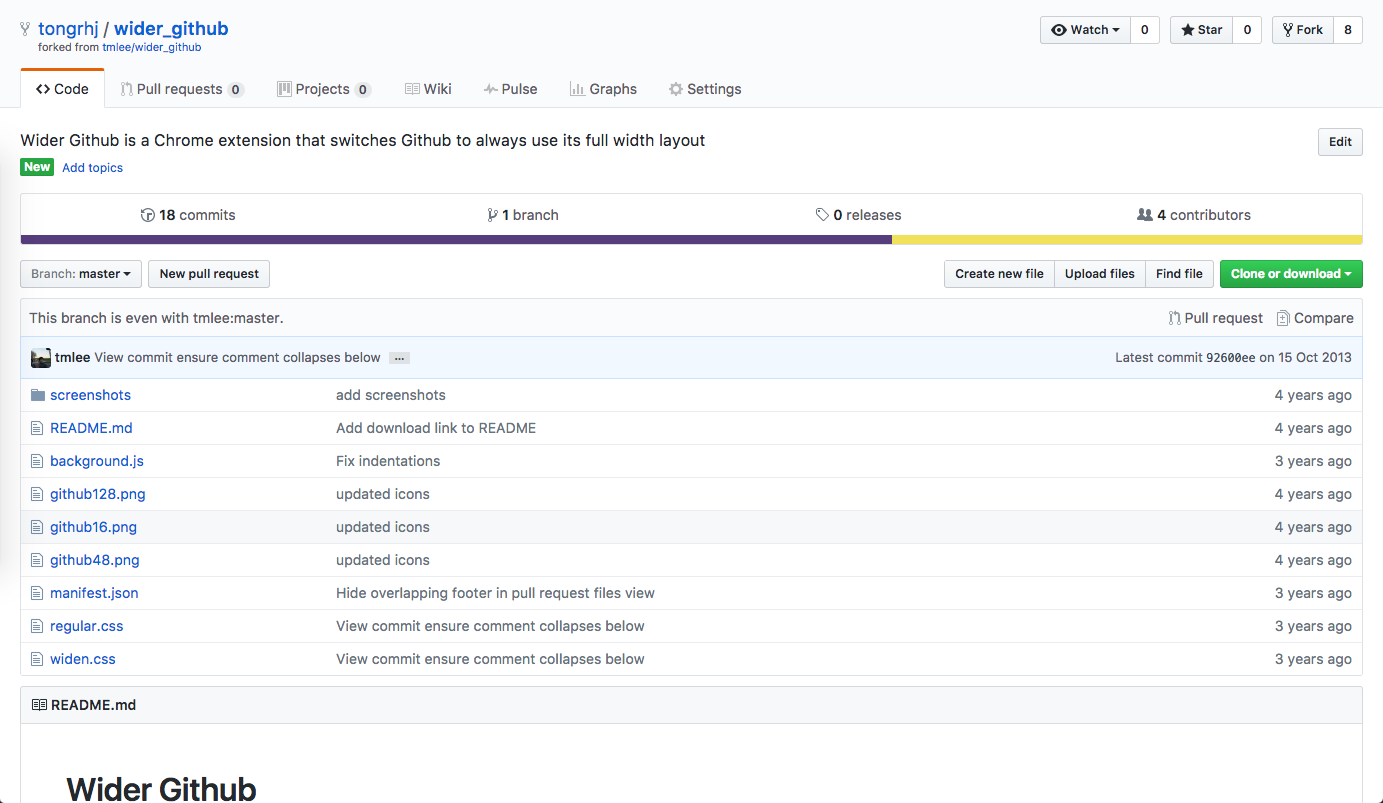 tongrhj / wider_github
forked from tmlee/wider_github
Watch 0 Star 0 Fork 8
Code Pull requests 0 Projects 0 Wiki Pulse Graphs Settings
Wider Github is a Chrome extension that switches Github to always use its full width layout
Edit
New Add topics
18 commits 1 branch 0 releases 4 contributors
Branch: master New pull request Create new file Upload files Find file Clone or download
This branch is even with tmlee:master. Pull request Compare
tmlee View commit ensure comment collapses below … Latest commit 92600ee on 15 Oct 2013
screenshots add screenshots 4 years ago
README.md Add download link to README 4 years ago
background.js Fix indentations 3 years ago
github128.png updated icons 4 years ago
github16.png updated icons 4 years ago
github48.png updated icons 4 years ago
manifest.json Hide overlapping footer in pull request files view 3 years ago
regular.css View commit ensure comment collapses below 3 years ago
widen.css View commit ensure comment collapses below 3 years ago
README.md
Wider Github